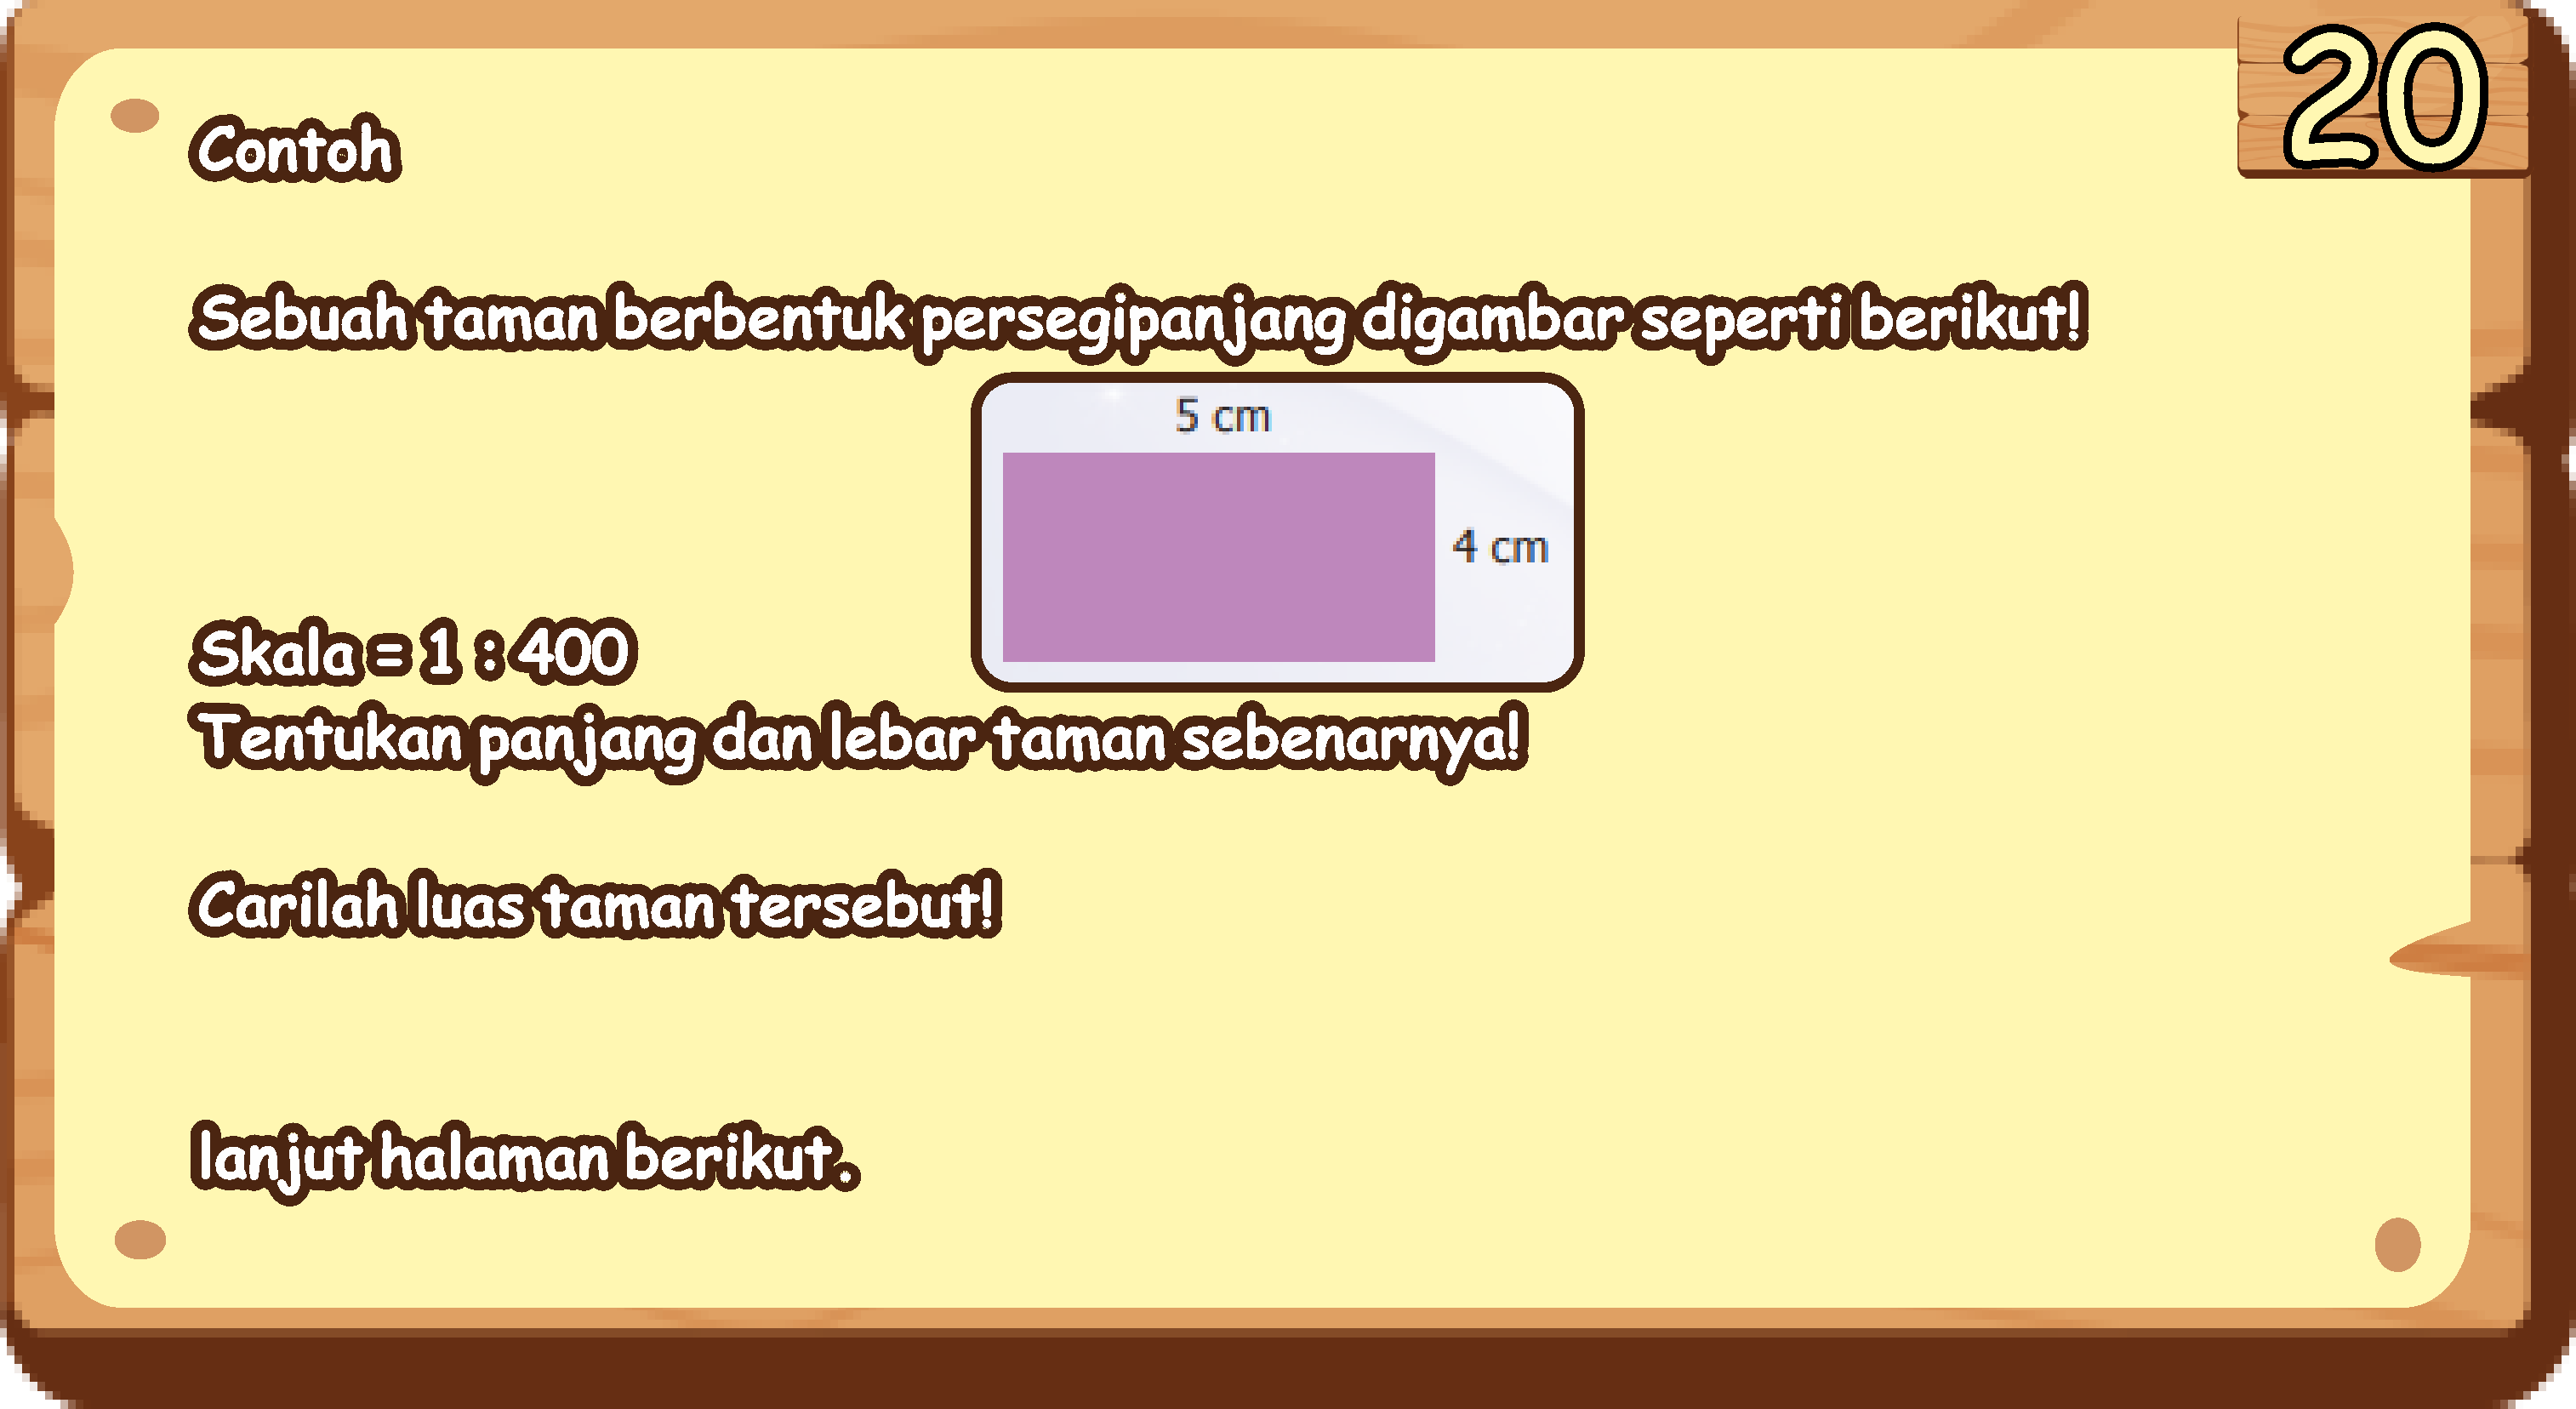 20
Contoh
Sebuah taman berbentuk persegipanjang digambar seperti berikut!
5 cm
4 cm
Skala = 1 : 400
Tentukan panjang dan lebar taman sebenarnya!
Carilah luas taman tersebut!
lanjut halaman berikut.